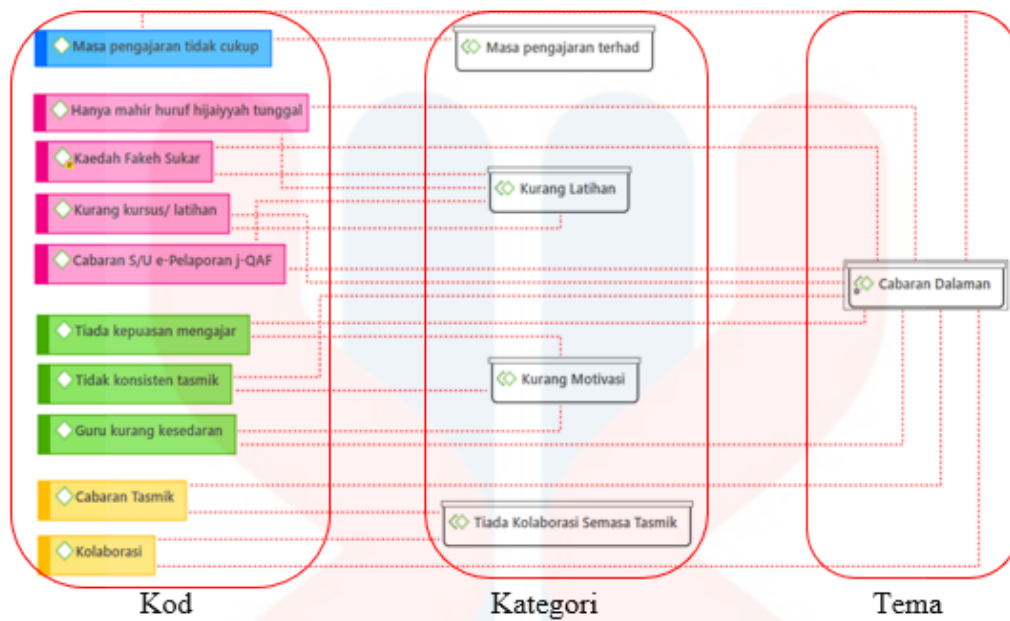 Masa pengajaran tidak cukup
Masa pengajaran terhad
Hanya mahir huruf hijaiyyah tunggal
Kaedah Fakeh Sukar
Kurang Latihan
Kurang kursus/ latihan
Cabaran S/U e-Pelaporan j-QAF
Cabaran Dalaman
Tiada kepuasan mengajar
Tidak konsisten tasmik
Kurang Motivasi
Guru kurang kesedaran
Cabaran Tasmik
Tiada Kolaborasi Semasa Tasmik
Kolaborasi
Kod
Kategori
Tema